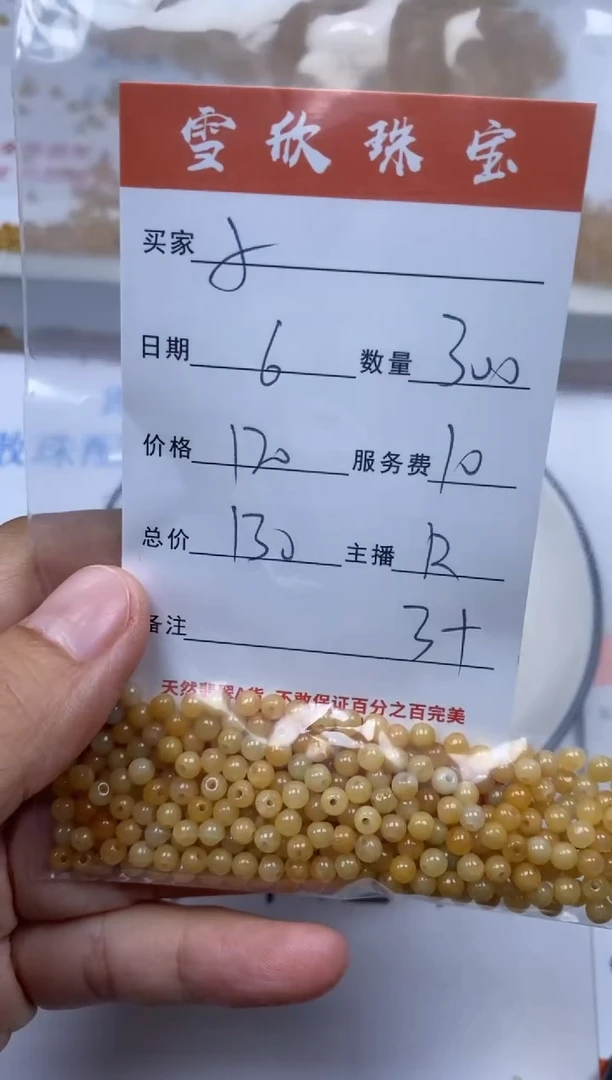 雪欣珠宝
买家
日期 6 数量 300
价格 120 服务费 10
总价 130 主播 R
备注 3+
天然翡翠A货 不敢保证百分之百完美